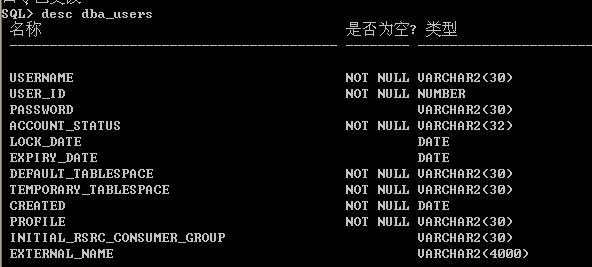 SQL> desc dba_users
名称 是否为空? 类型
USERNAME NOT NULL VARCHAR2(30)
USER_ID NOT NULL NUMBER
PASSWORD VARCHAR2(30)
ACCOUNT_STATUS NOT NULL VARCHAR2(32)
LOCK_DATE DATE
EXPIRY_DATE DATE
DEFAULT_TABLESPACE NOT NULL VARCHAR2(30)
TEMPORARY_TABLESPACE NOT NULL VARCHAR2(30)
CREATED NOT NULL DATE
PROFILE NOT NULL VARCHAR2(30)
INITIAL_RSRC_CONSUMER_GROUP VARCHAR2(30)
EXTERNAL_NAME VARCHAR2(4000)